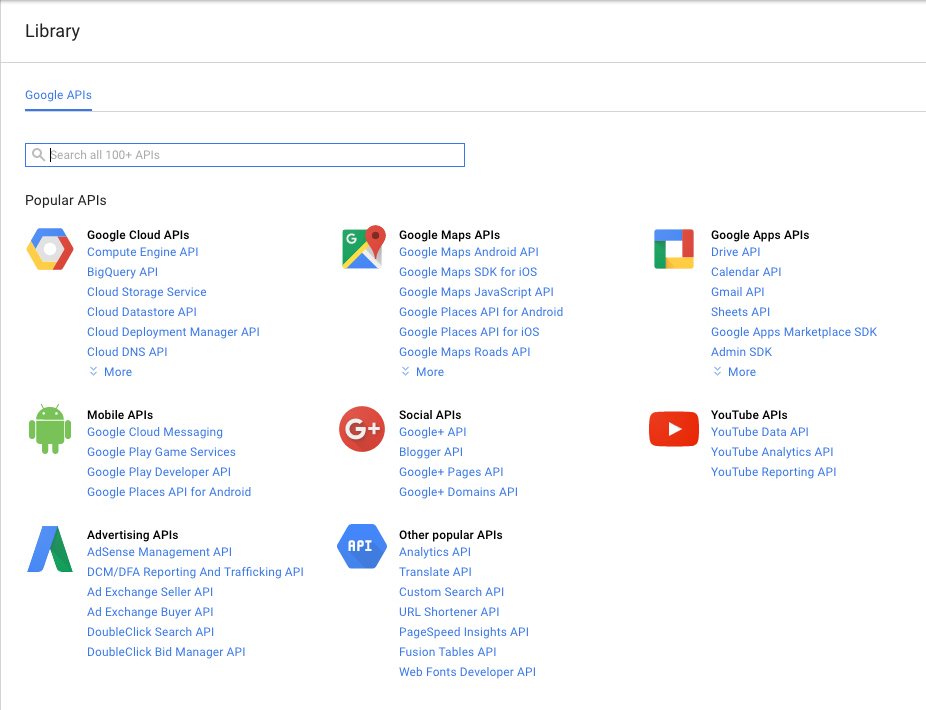 Library
Google APIs
Search all 100+ APIs
Popular APIs
Google Cloud APIs
Compute Engine API
BigQuery API
Cloud Storage Service
Cloud Datastore API
Cloud Deployment Manager API
Cloud DNS API
More
G
Google Maps APIs
Google Maps Android API
Google Maps SDK for iOS
Google Maps JavaScript API
Google Places API for Android
Google Places API for iOS
Google Maps Roads API
More
Google Apps APIs
Drive API
Calendar API
Gmail API
Sheets API
Google Apps Marketplace SDK
Admin SDK
More
Mobile APIs
Google Cloud Messaging
Google Play Game Services
Google Play Developer API
Google Places API for Android
G+
Social APIs
Google+ API
Blogger API
Google+ Pages API
Google+ Domains API
YouTube APIs
YouTube Data API
YouTube Analytics API
YouTube Reporting API
Advertising APIs
AdSense Management API
DCM/DFA Reporting And Trafficking API
Ad Exchange Seller API
Ad Exchange Buyer API
DoubleClick Search API
DoubleClick Bid Manager API
API
Other popular APIs
Analytics API
Translate API
Custom Search API
URL Shortener API
PageSpeed Insights API
Fusion Tables API
Web Fonts Developer API